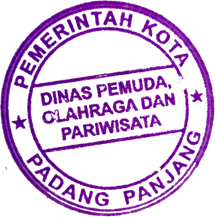 PEMERINTAH KOTA
DINAS PEMUDA,
OLAHRAGA DAN
PARIWISATA
PADANG PANJANG